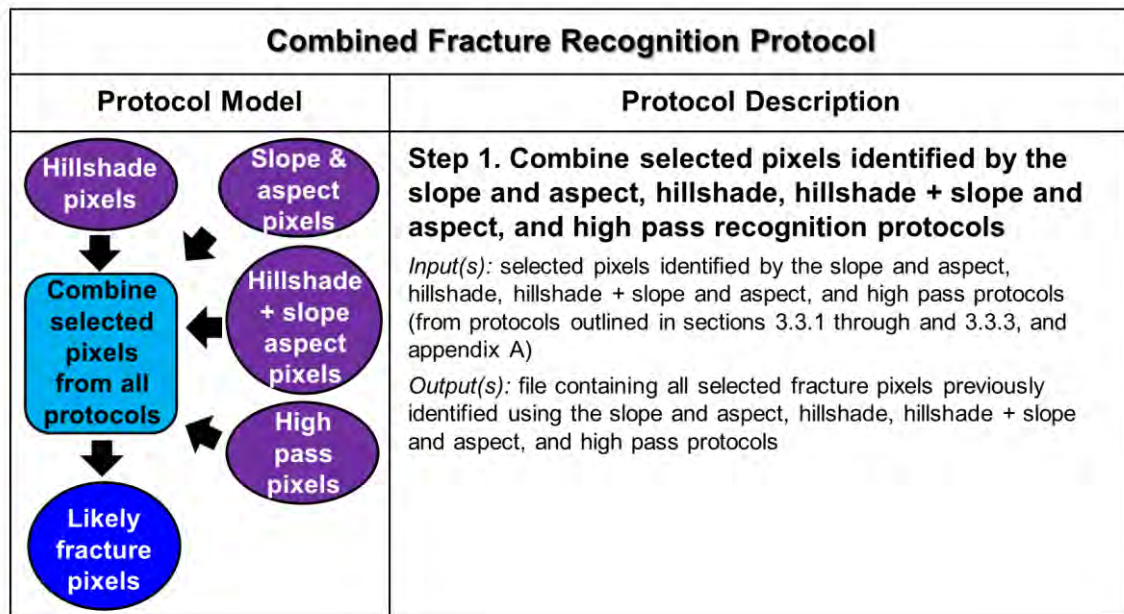 Combined Fracture Recognition Protocol
Protocol Model
Protocol Description
Hillshade
pixels
Slope &
aspect
pixels
Combine
selected
pixels
from all
protocols
Hillshade
+ slope
aspect
pixels
High
pass
pixels
Likely
fracture
pixels
Step 1. Combine selected pixels identified by the
slope and aspect, hillshade, hillshade + slope and
aspect, and high pass recognition protocols
Input(s): selected pixels identified by the slope and aspect,
hillshade, hillshade + slope and aspect, and high pass protocols
(from protocols outlined in sections 3.3.1 through and 3.3.3, and
appendix A)
Output(s): file containing all selected fracture pixels previously
identified using the slope and aspect, hillshade, hillshade + slope
and aspect, and high pass protocols